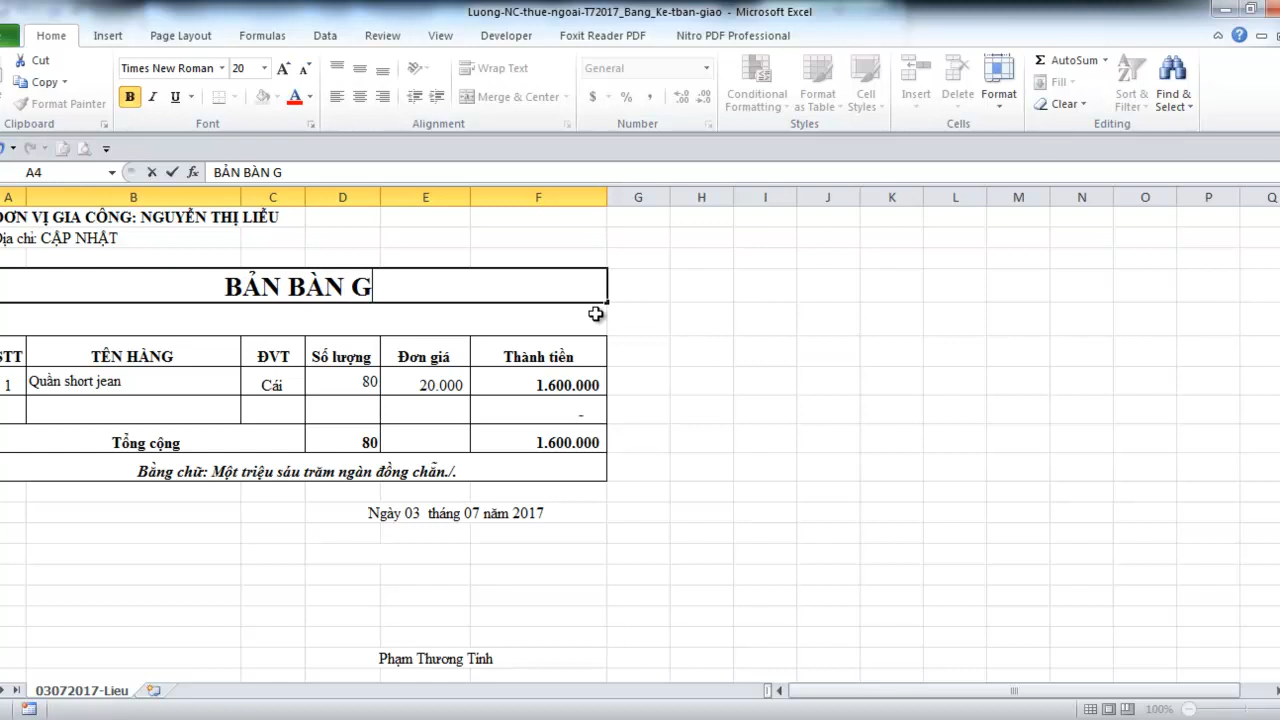 Luong-NC-thue-ngoai-T72017_Bang_Ke-tban-giao - Microsoft Excel
Home Insert Page Layout Formulas Data Review View Developer Foxit Reader PDF Nitro PDF Professional
Cut Times New Roman 20 A A Wrap Text General Conditional Formatting Format as Table Cell Styles Insert Delete Format AutoSum Sort & Filter Find & Select
Copy Fill
Format Painter B I U A Merge & Center $ % , Clear
Clipboard Font Alignment Number Styles Cells Editing
A4 fx BẢN BÀN G
A B C D E F G H I J K L M N O P Q
ĐƠN VỊ GIA CÔNG: NGUYỄN THỊ LIỄU
Địa chỉ: CẬP NHẬT
BẢN BÀN G
STT TÊN HÀNG ĐVT Số lượng Đơn giá Thành tiền
1 Quần short jean Cái 80 20.000 1.600.000
-
Tổng cộng 80 1.600.000
Bằng chữ: Một triệu sáu trăm ngàn đồng chẵn./.
Ngày 03 tháng 07 năm 2017
Phạm Thương Tính
03072017-Lieu
100%